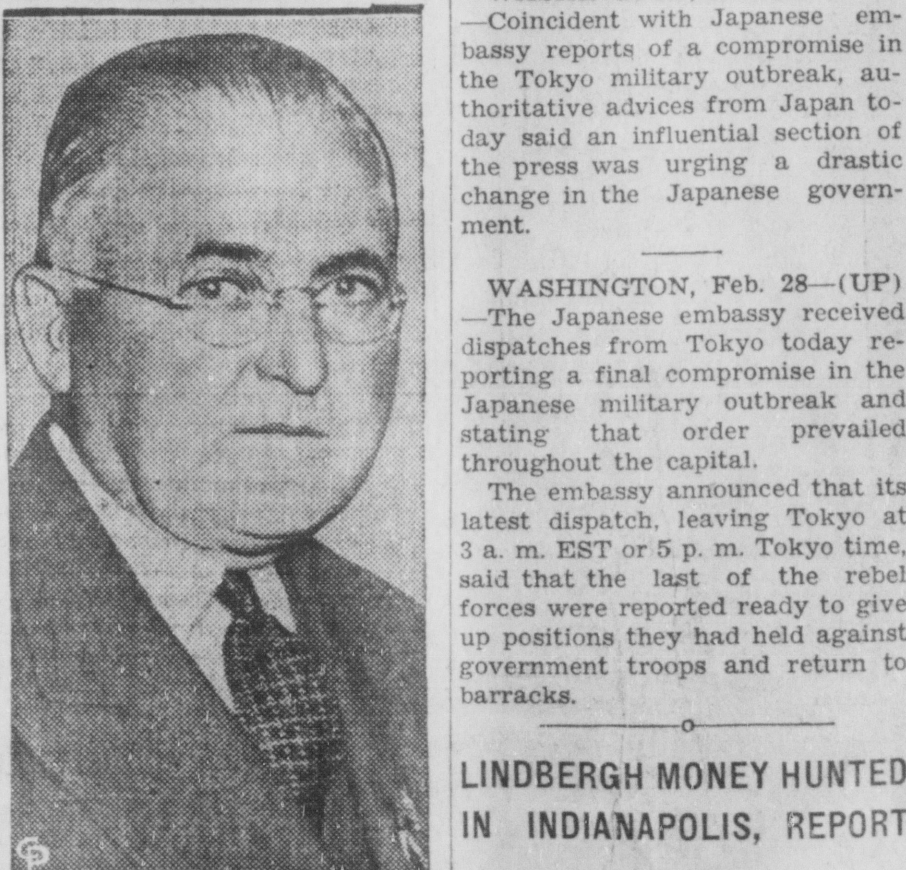 —Coincident with Japanese em-
bassy reports of a compromise in
the Tokyo military outbreak, au-
thoritative advices from Japan to-
day said an influential section of
the press was urging a drastic
change in the Japanese govern-
ment.
WASHINGTON, Feb. 28—(UP)
—The Japanese embassy received
dispatches from Tokyo today re-
porting a final compromise in the
Japanese military outbreak and
stating that order prevailed
throughout the capital.
The embassy announced that its
latest dispatch, leaving Tokyo at
3 a. m. EST or 5 p. m. Tokyo time,
said that the last of the rebel
forces were reported ready to give
up positions they had held against
government troops and return to
barracks.
LINDBERGH MONEY HUNTED
IN INDIANAPOLIS, REPORT
CP